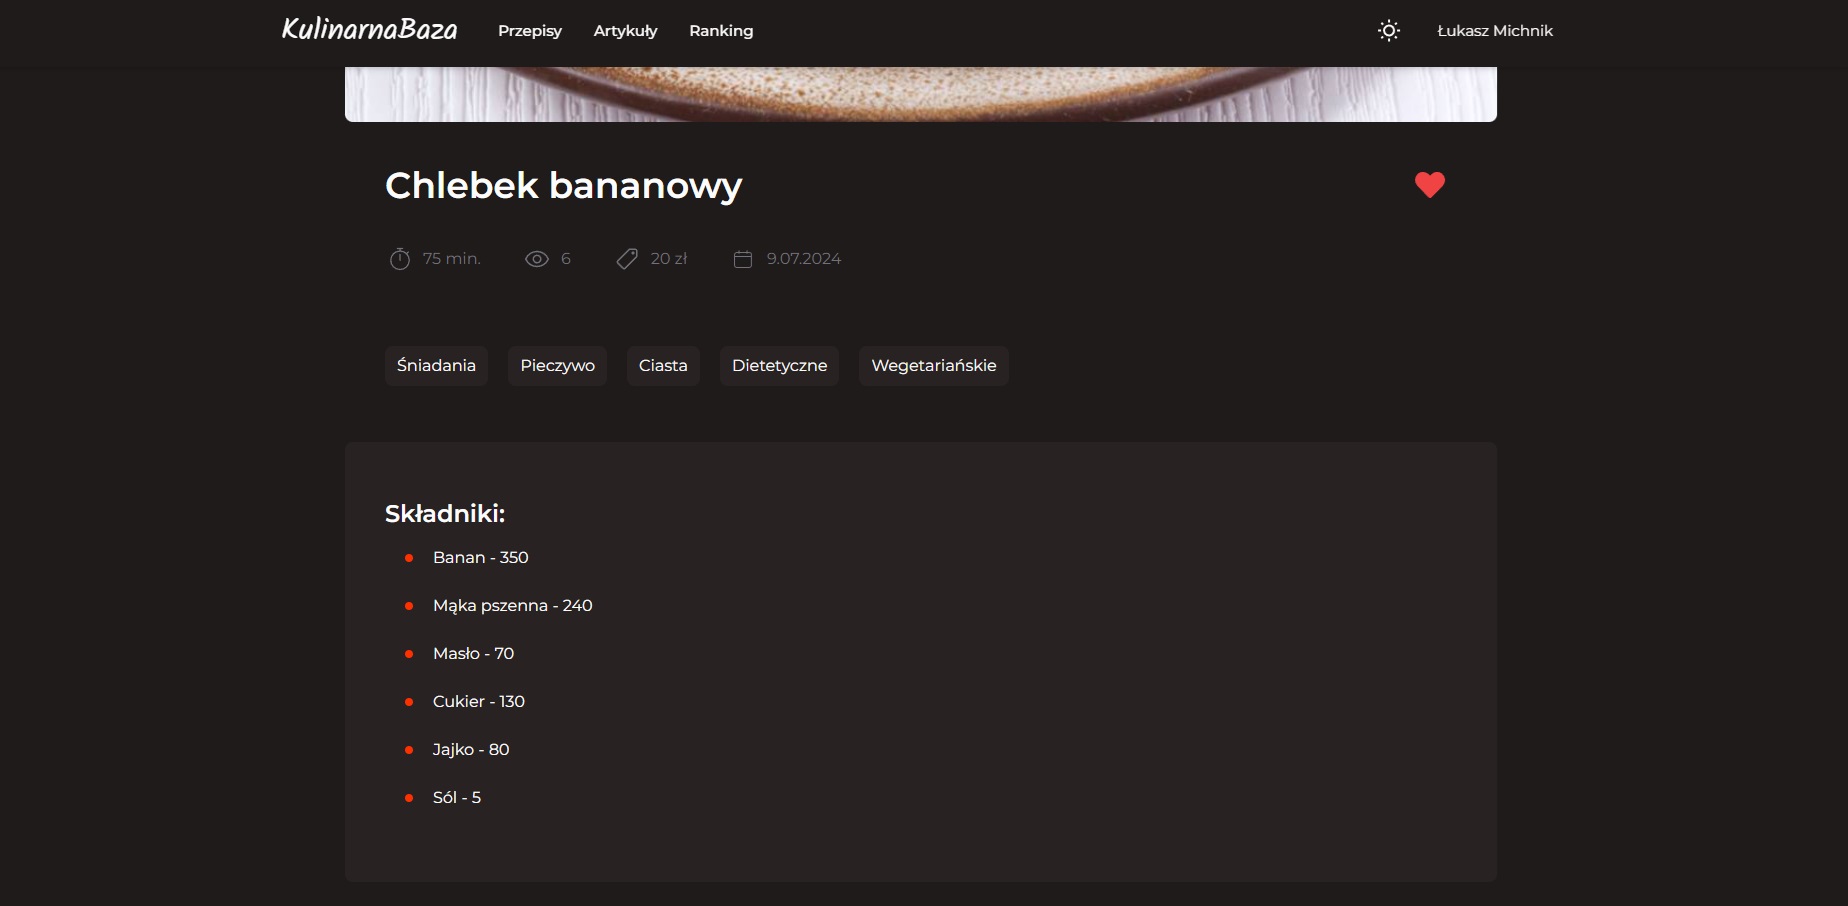 KulinarnaBaza Przepisy Artykuły Ranking Łukasz Michnik
Chlebek bananowy
75 min. 6 20 zł 9.07.2024
Śniadania Pieczywo Ciasta Dietetyczne Wegetariańskie
Składniki:
Banan - 350
Mąka pszenna - 240
Masło - 70
Cukier - 130
Jajko - 80
Sól - 5